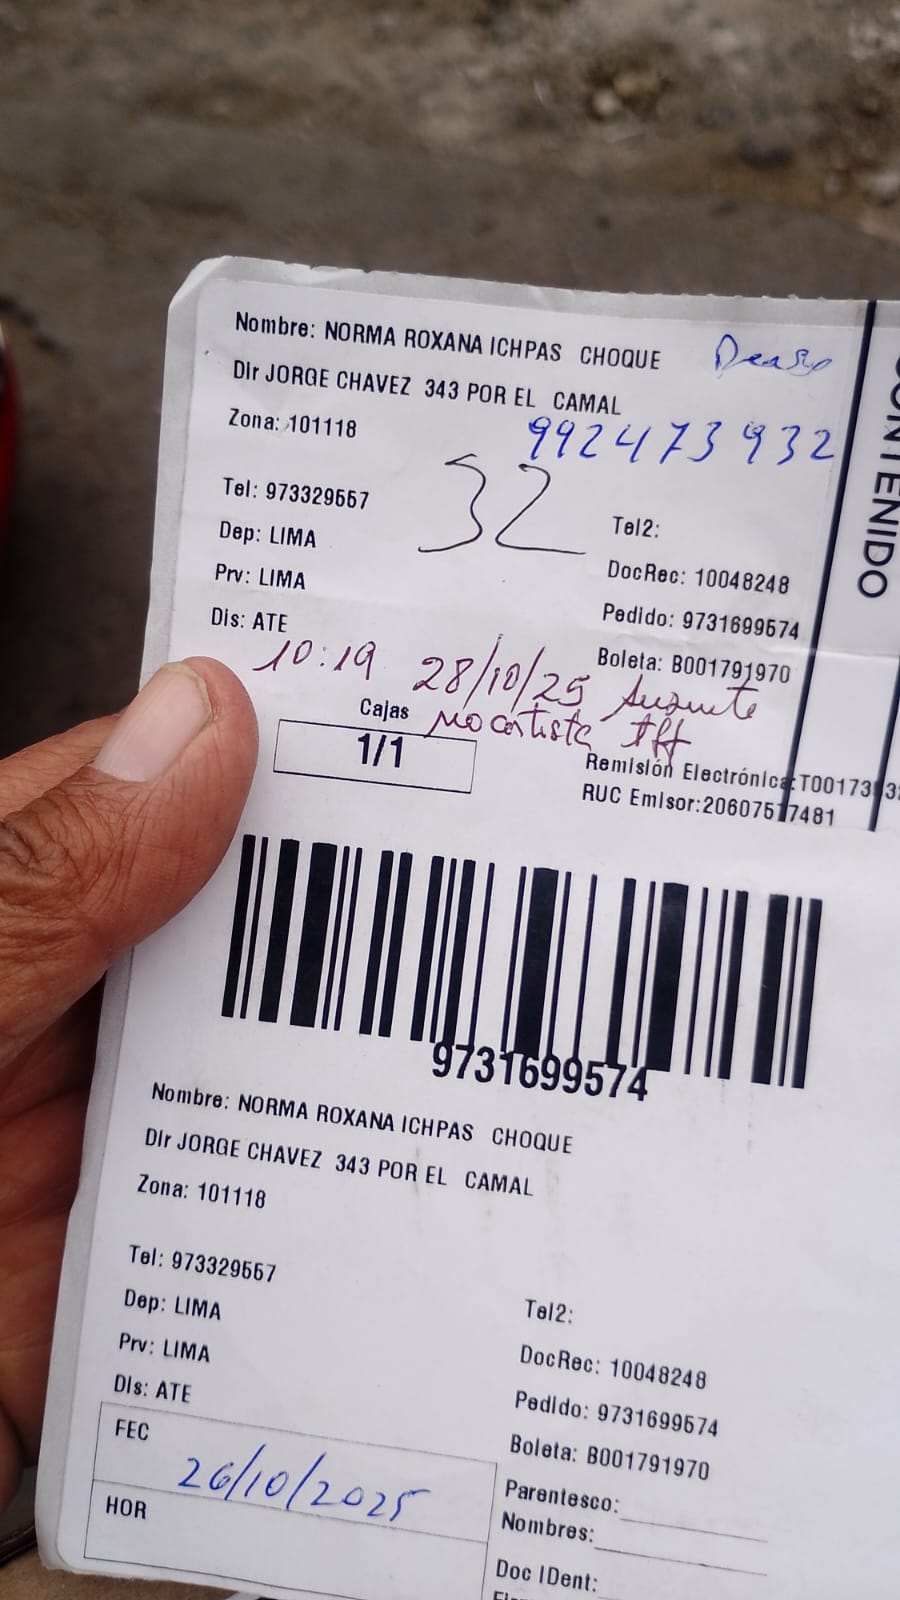 Nombre: NORMA ROXANA ICHPAS CHOQUE
Dir JORGE CHAVEZ 343 POR EL CAMAL
Zona: 101118
992473932
32
Tel: 973329557
Tel2:
Dep: LIMA
DocRec: 10048248
Prv: LIMA
Pedido: 9731699574
Dis: ATE
Boleta: B001791970
10:19 28/10/25
Cajas
1/1
Remisión Electrónica:T00173
RUC Emisor:20607517481
CONTENIDO
9731699574
Nombre: NORMA ROXANA ICHPAS CHOQUE
Dir JORGE CHAVEZ 343 POR EL CAMAL
Zona: 101118
Tel: 973329557
Tel2:
Dep: LIMA
DocRec: 10048248
Prv: LIMA
Pedido: 9731699574
Dis: ATE
Boleta: B001791970
FEC 26/10/2025
Parentesco:
HOR
Nombres:
Doc IDent: